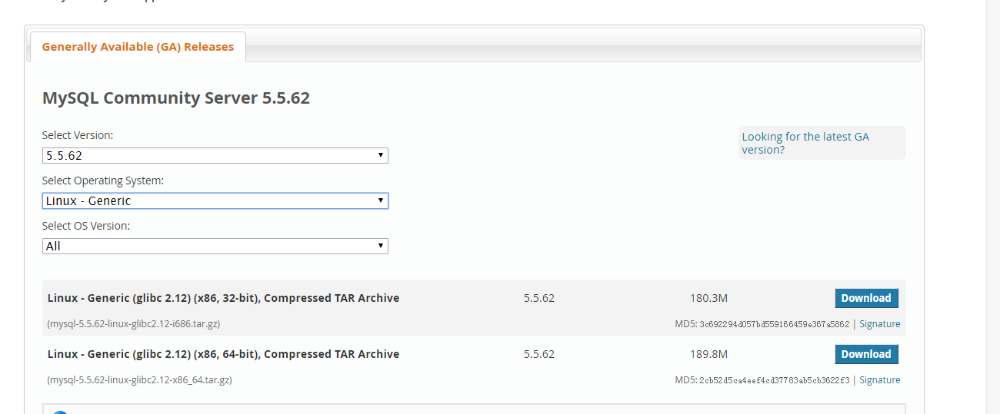 Generally Available (GA) Releases
MySQL Community Server 5.5.62
Select Version:
5.5.62
Looking for the latest GA
version?
Select Operating System:
Linux - Generic
Select OS Version:
All
Linux - Generic (glibc 2.12) (x86, 32-bit), Compressed TAR Archive 5.5.62 180.3M Download
(mysql-5.5.62-linux-glibc2.12-i686.tar.gz) MD5: 3c692294d057bd559166459e367a5862 | Signature
Linux - Generic (glibc 2.12) (x86, 64-bit), Compressed TAR Archive 5.5.62 189.8M Download
(mysql-5.5.62-linux-glibc2.12-x86_64.tar.gz) MD5: 2cb52d5ca4eef4cd37783ab5cb3622f3 | Signature